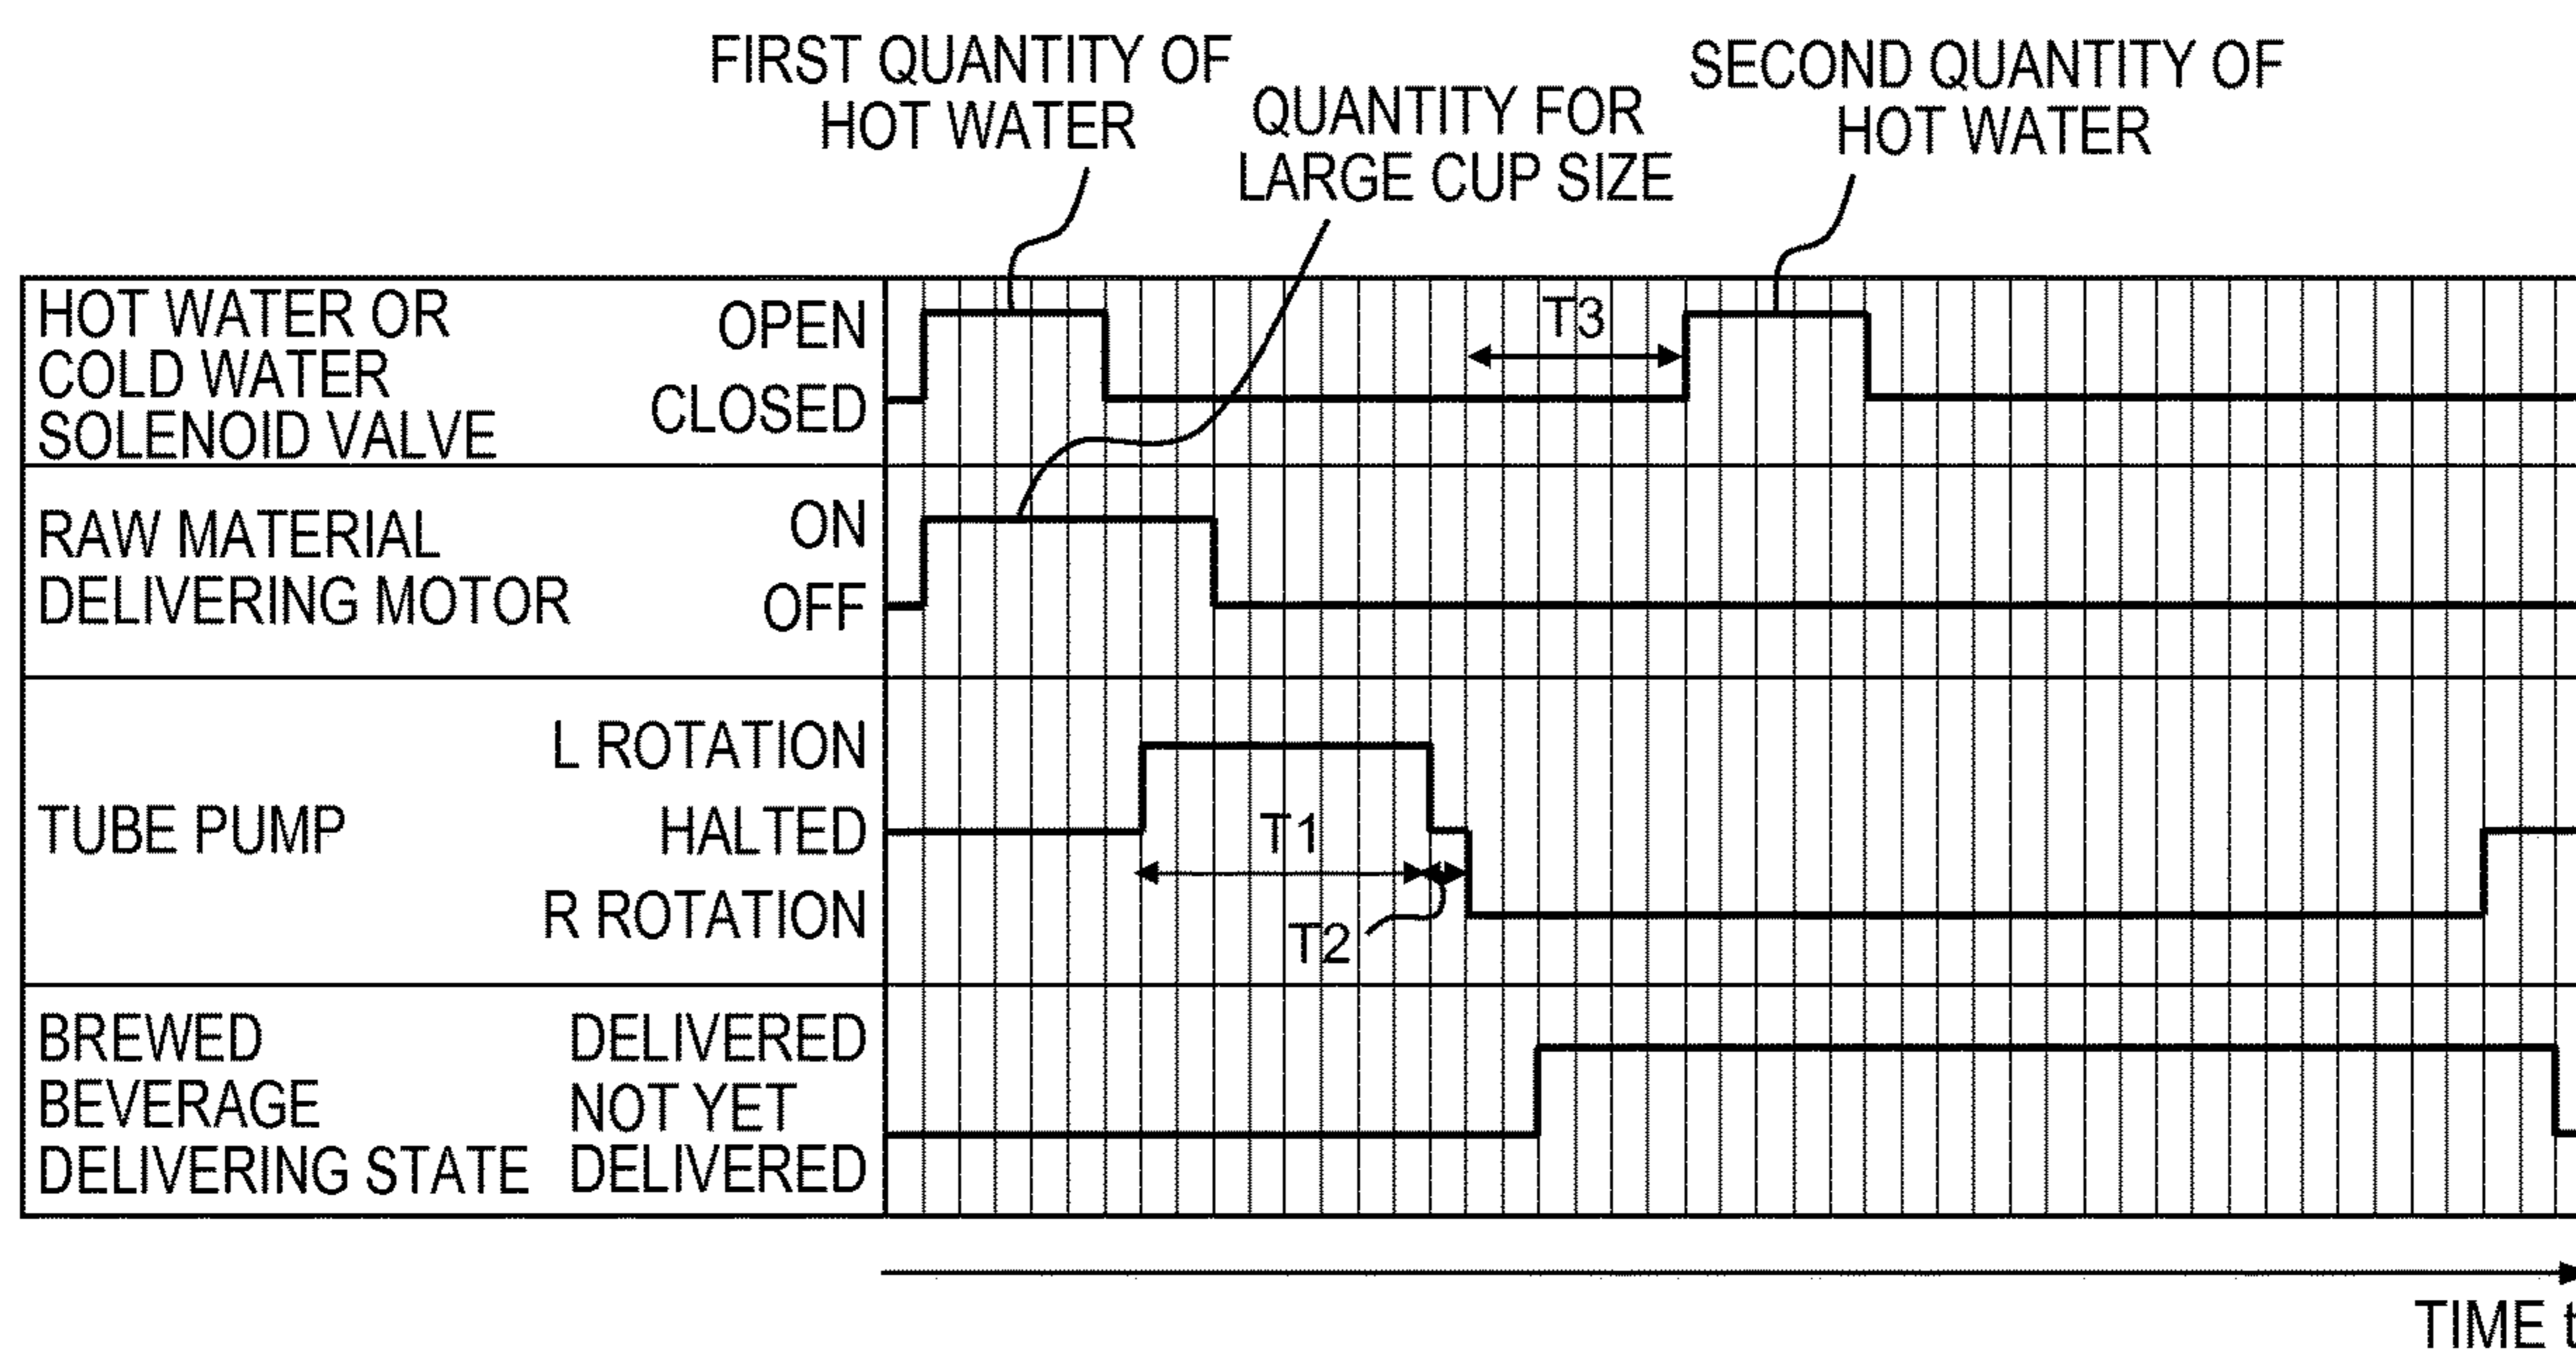 FIRST QUANTITY OF
HOT WATER
QUANTITY FOR
LARGE CUP SIZE
SECOND QUANTITY OF
HOT WATER
HOT WATER OR
COLD WATER
SOLENOID VALVE
OPEN
CLOSED
T3
RAW MATERIAL
DELIVERING MOTOR
ON
OFF
TUBE PUMP
L ROTATION
HALTED
R ROTATION
T1
T2
BREWED
BEVERAGE
DELIVERING STATE
DELIVERED
NOT YET
DELIVERED
TIME t